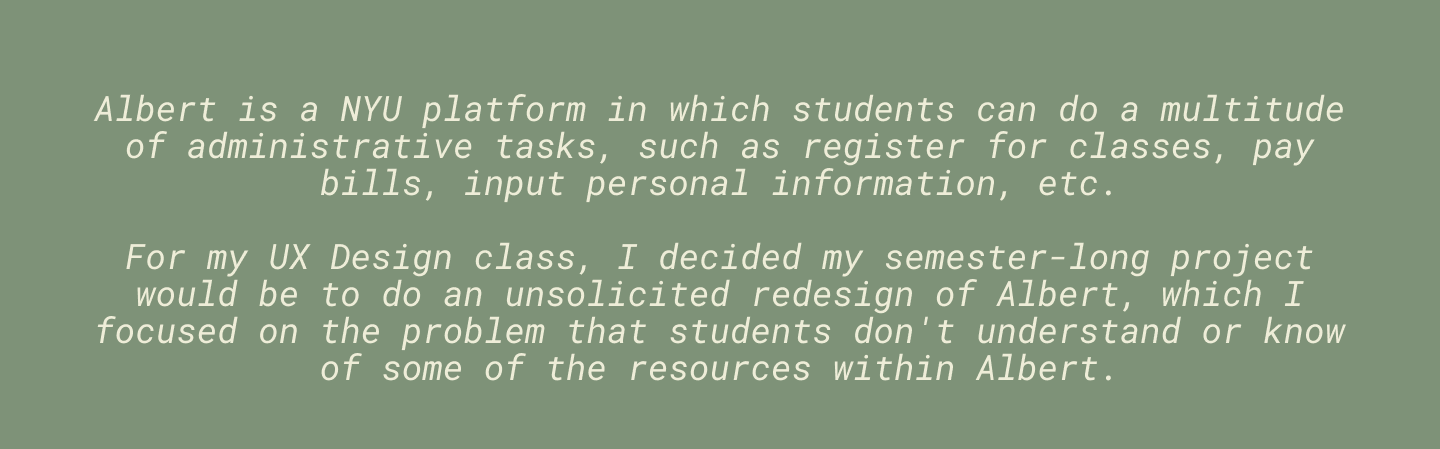 Albert is a NYU platform in which students can do a multitude
of administrative tasks, such as register for classes, pay
bills, input personal information, etc.
For my UX Design class, I decided my semester-long project
would be to do an unsolicited redesign of Albert, which I
focused on the problem that students don't understand or know
of some of the resources within Albert.